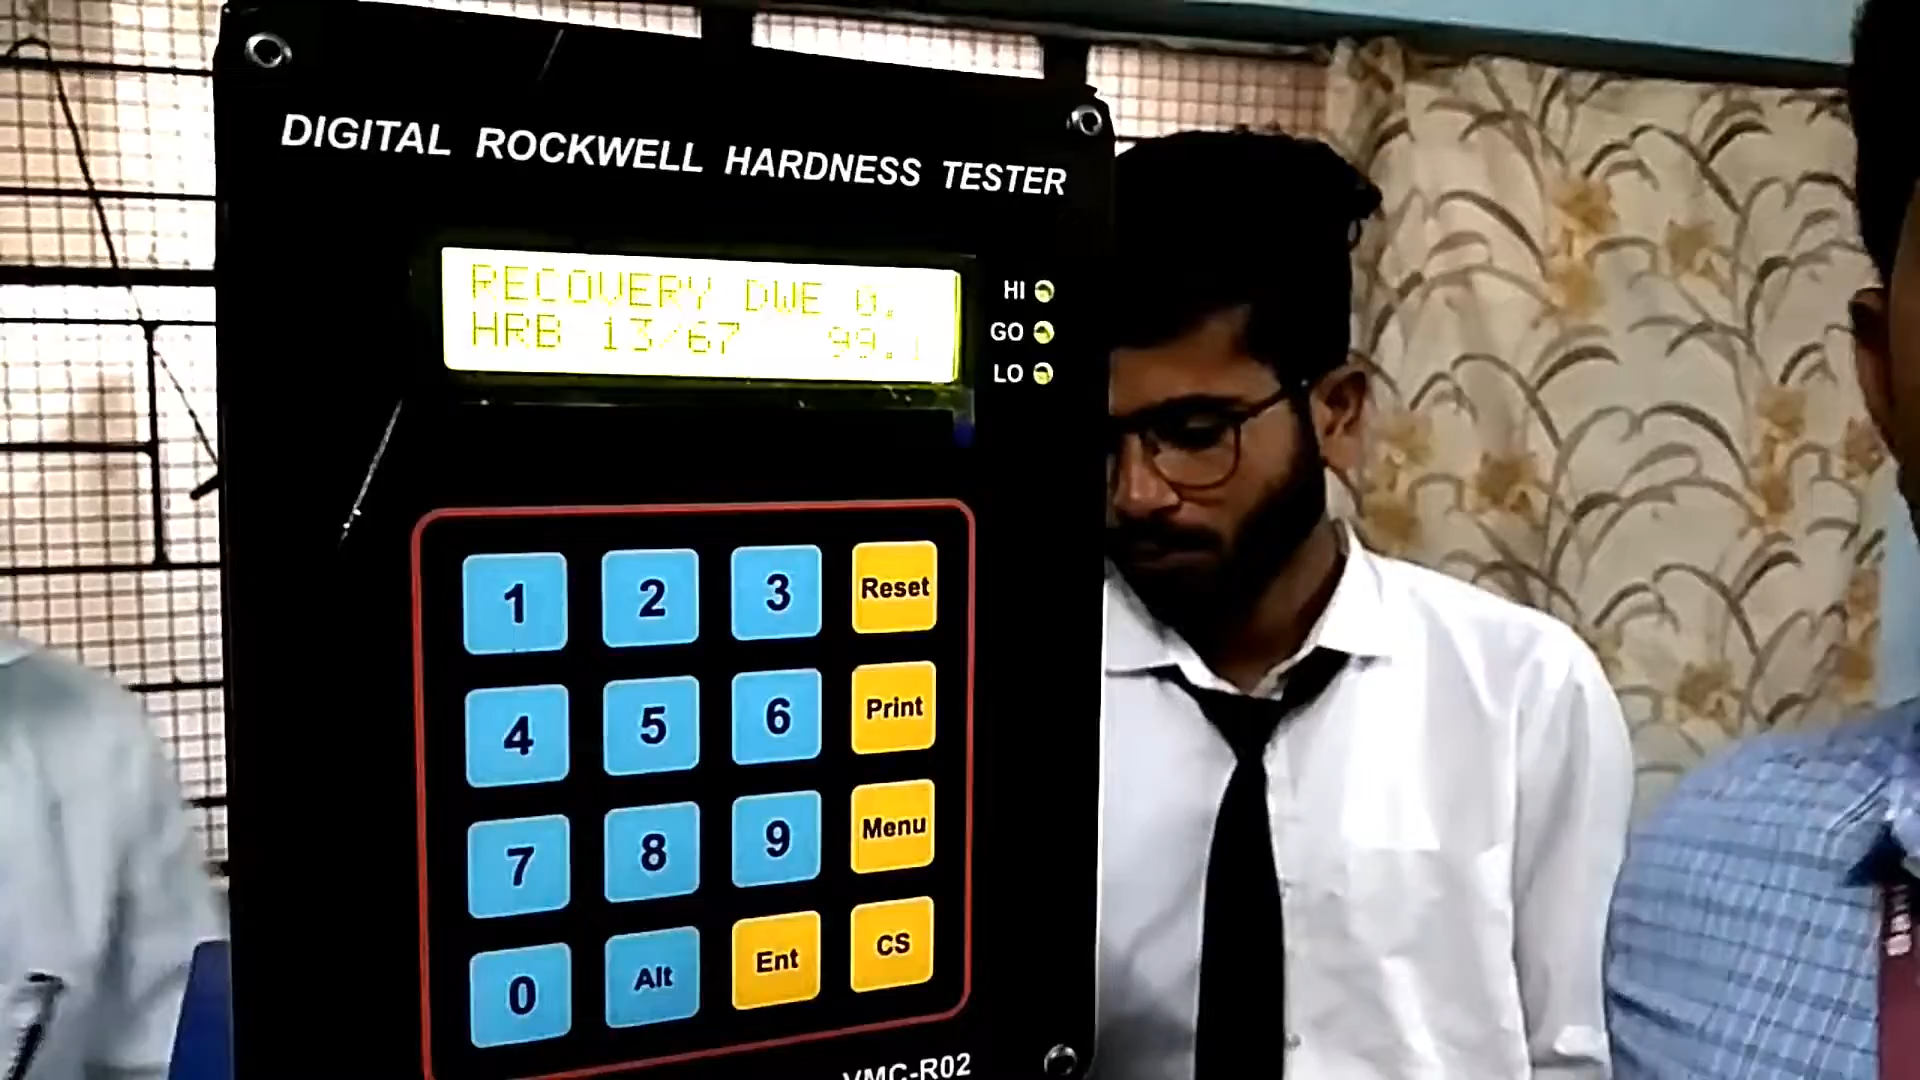 DIGITAL ROCKWELL HARDNESS TESTER
RECOVERY DWE 0.
HRB 13/67 99.
HI
GO
LO
1 2 3 Reset
4 5 6 Print
7 8 9 Menu
0 Alt Ent CS
VMC-R02